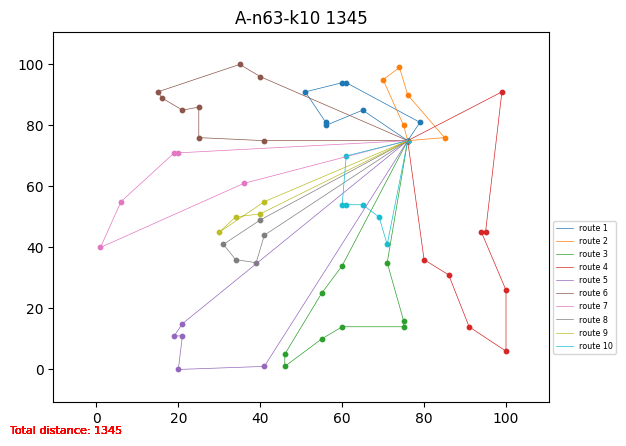 A-n63-k10 1345
100
80
60
40
20
0
0 20 40 60 80 100
route 1
route 2
route 3
route 4
route 5
route 6
route 7
route 8
route 9
route 10
Total distance: 1345